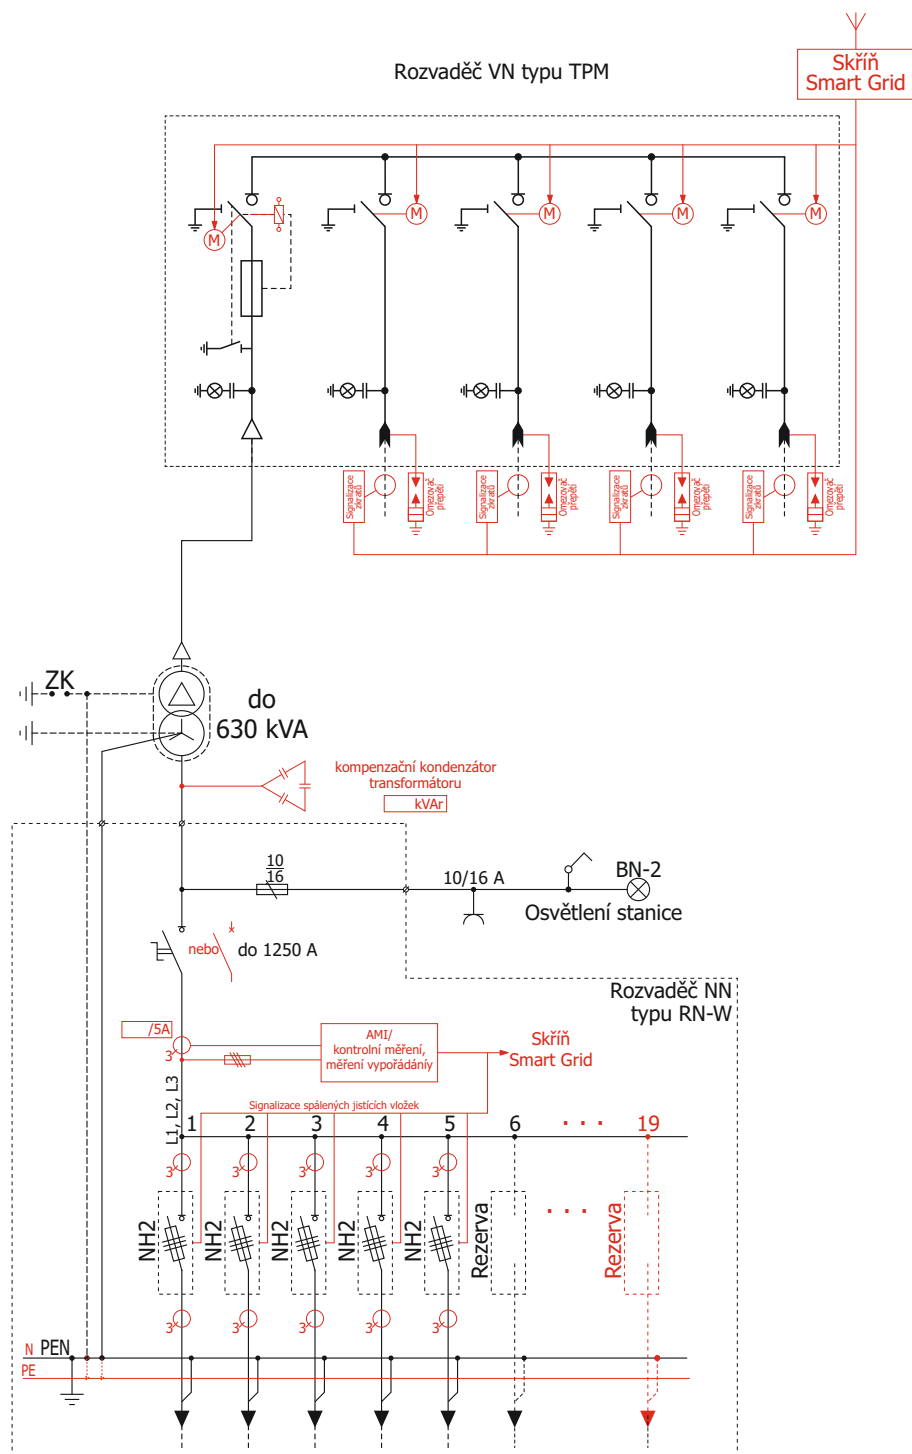 Skříň
Smart Grid
Rozvaděč VN typu TPM
M
M
M
M
M
Signalizace
zkratů
Omezovač
přepětí
Signalizace
zkratů
Omezovač
přepětí
Signalizace
zkratů
Omezovač
přepětí
Signalizace
zkratů
Omezovač
přepětí
ZK
do
630 kVA
kompenzační kondenzátor
transformátoru
kVAr
10
16
10/16 A
BN-2
Osvětlení stanice
nebo
do 1250 A
Rozvaděč NN
typu RN-W
/5A
3
AMI/
kontrolní měření,
měření vypořádáníy
Skříň
Smart Grid
L1, L2, L3
Signalizace spálených jistících vložek
1 2 3 4 5 6 . . . 19
3 3 3 3 3
NH2 NH2 NH2 NH2 NH2 Rezerva . . . Rezerva
3 3 3 3 3
N PEN
PE